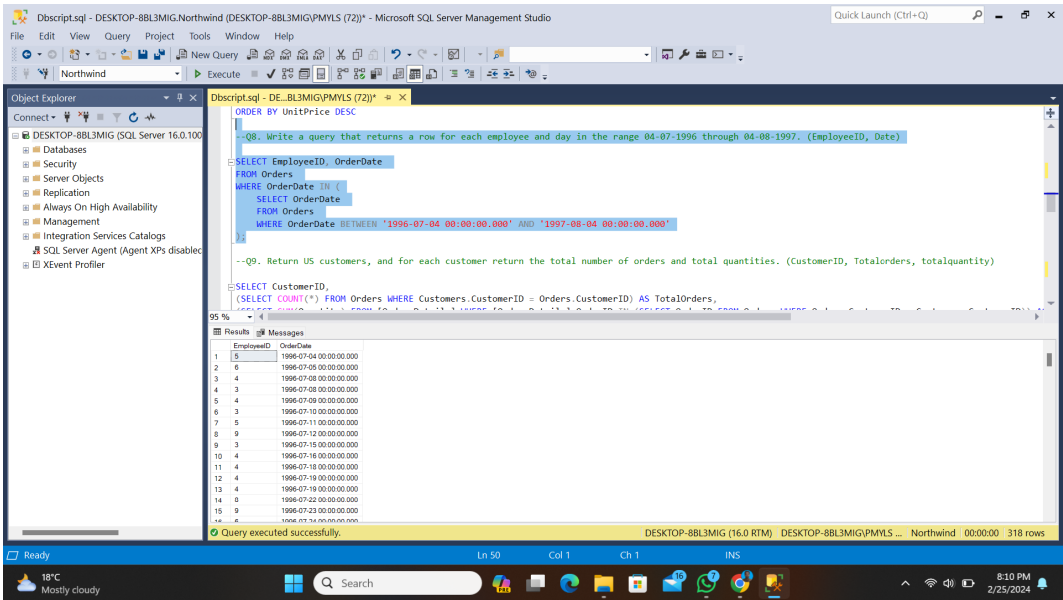 Dbscript.sql - DESKTOP-8BL3MIG.Northwind (DESKTOP-8BL3MIG\PMYLS (72))* - Microsoft SQL Server Management Studio
Quick Launch (Ctrl+Q)
File Edit View Query Project Tools Window Help
New Query
Northwind
Execute
Object Explorer
Dbscript.sql - DE...BL3MIG\PMYLS (72))*
Connect
DESKTOP-8BL3MIG (SQL Server 16.0.100
Databases
Security
Server Objects
Replication
Always On High Availability
Management
Integration Services Catalogs
SQL Server Agent (Agent XPs disablec
XEvent Profiler
ORDER BY UnitPrice DESC
--Q8. Write a query that returns a row for each employee and day in the range 04-07-1996 through 04-08-1997. (EmployeeID, Date)
SELECT EmployeeID, OrderDate
FROM Orders
WHERE OrderDate IN (
SELECT OrderDate
FROM Orders
WHERE OrderDate BETWEEN '1996-07-04 00:00:00.000' AND '1997-08-04 00:00:00.000'
);
--Q9. Return US customers, and for each customer return the total number of orders and total quantities. (CustomerID, Totalorders, totalquantity)
SELECT CustomerID,
(SELECT COUNT(*) FROM Orders WHERE Customers.CustomerID = Orders.CustomerID) AS TotalOrders,
95 %
Results Messages
EmployeeID OrderDate
1 5 1996-07-04 00:00:00.000
2 6 1996-07-05 00:00:00.000
3 4 1996-07-08 00:00:00.000
4 3 1996-07-08 00:00:00.000
5 4 1996-07-09 00:00:00.000
6 3 1996-07-10 00:00:00.000
7 5 1996-07-11 00:00:00.000
8 9 1996-07-12 00:00:00.000
9 3 1996-07-15 00:00:00.000
10 4 1996-07-16 00:00:00.000
11 4 1996-07-18 00:00:00.000
12 4 1996-07-19 00:00:00.000
13 4 1996-07-19 00:00:00.000
14 8 1996-07-22 00:00:00.000
15 9 1996-07-23 00:00:00.000
16 6 1996-07-24 00:00:00.000
Query executed successfully.
DESKTOP-8BL3MIG (16.0 RTM) DESKTOP-8BL3MIG\PMYLS ... Northwind 00:00:00 318 rows
Ready Ln 50 Col 1 Ch 1 INS
18°C
Mostly cloudy
Search
PRE
16
7
8:10 PM
2/25/2024